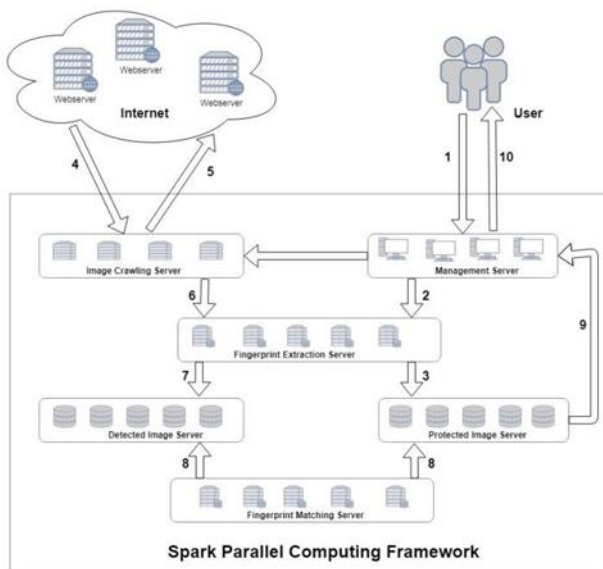 Webserver
Webserver
Webserver
Internet
User
4
5
1
10
Image Crawling Server
Management Server
6
2
9
Fingerprint Extraction Server
7
3
Detected Image Server
Protected Image Server
8
8
Fingerprint Matching Server
Spark Parallel Computing Framework